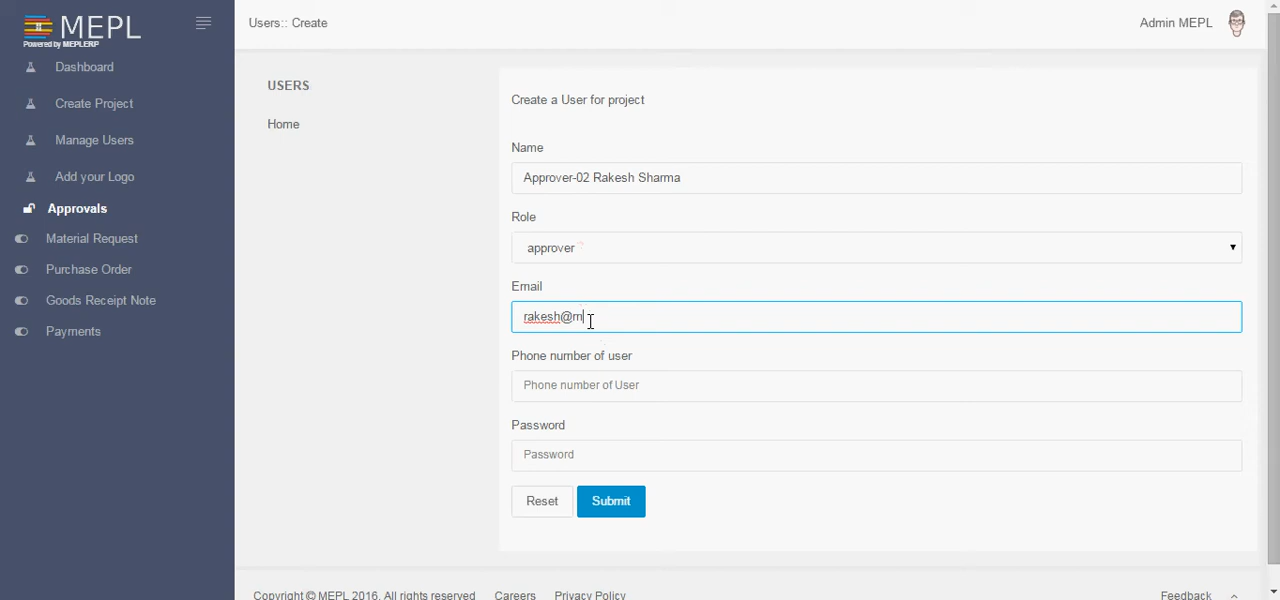 MEPL
Powered by MEPLERP
Dashboard
Create Project
Manage Users
Add your Logo
Approvals
Material Request
Purchase Order
Goods Receipt Note
Payments
Users:: Create
Admin MEPL
USERS
Home
Create a User for project
Name
Approver-02 Rakesh Sharma
Role
approver
Email
rakesh@m
Phone number of user
Phone number of User
Password
Password
Reset
Submit
Copyright © MEPL 2016. All rights reserved
Careers
Privacy Policy
Feedback